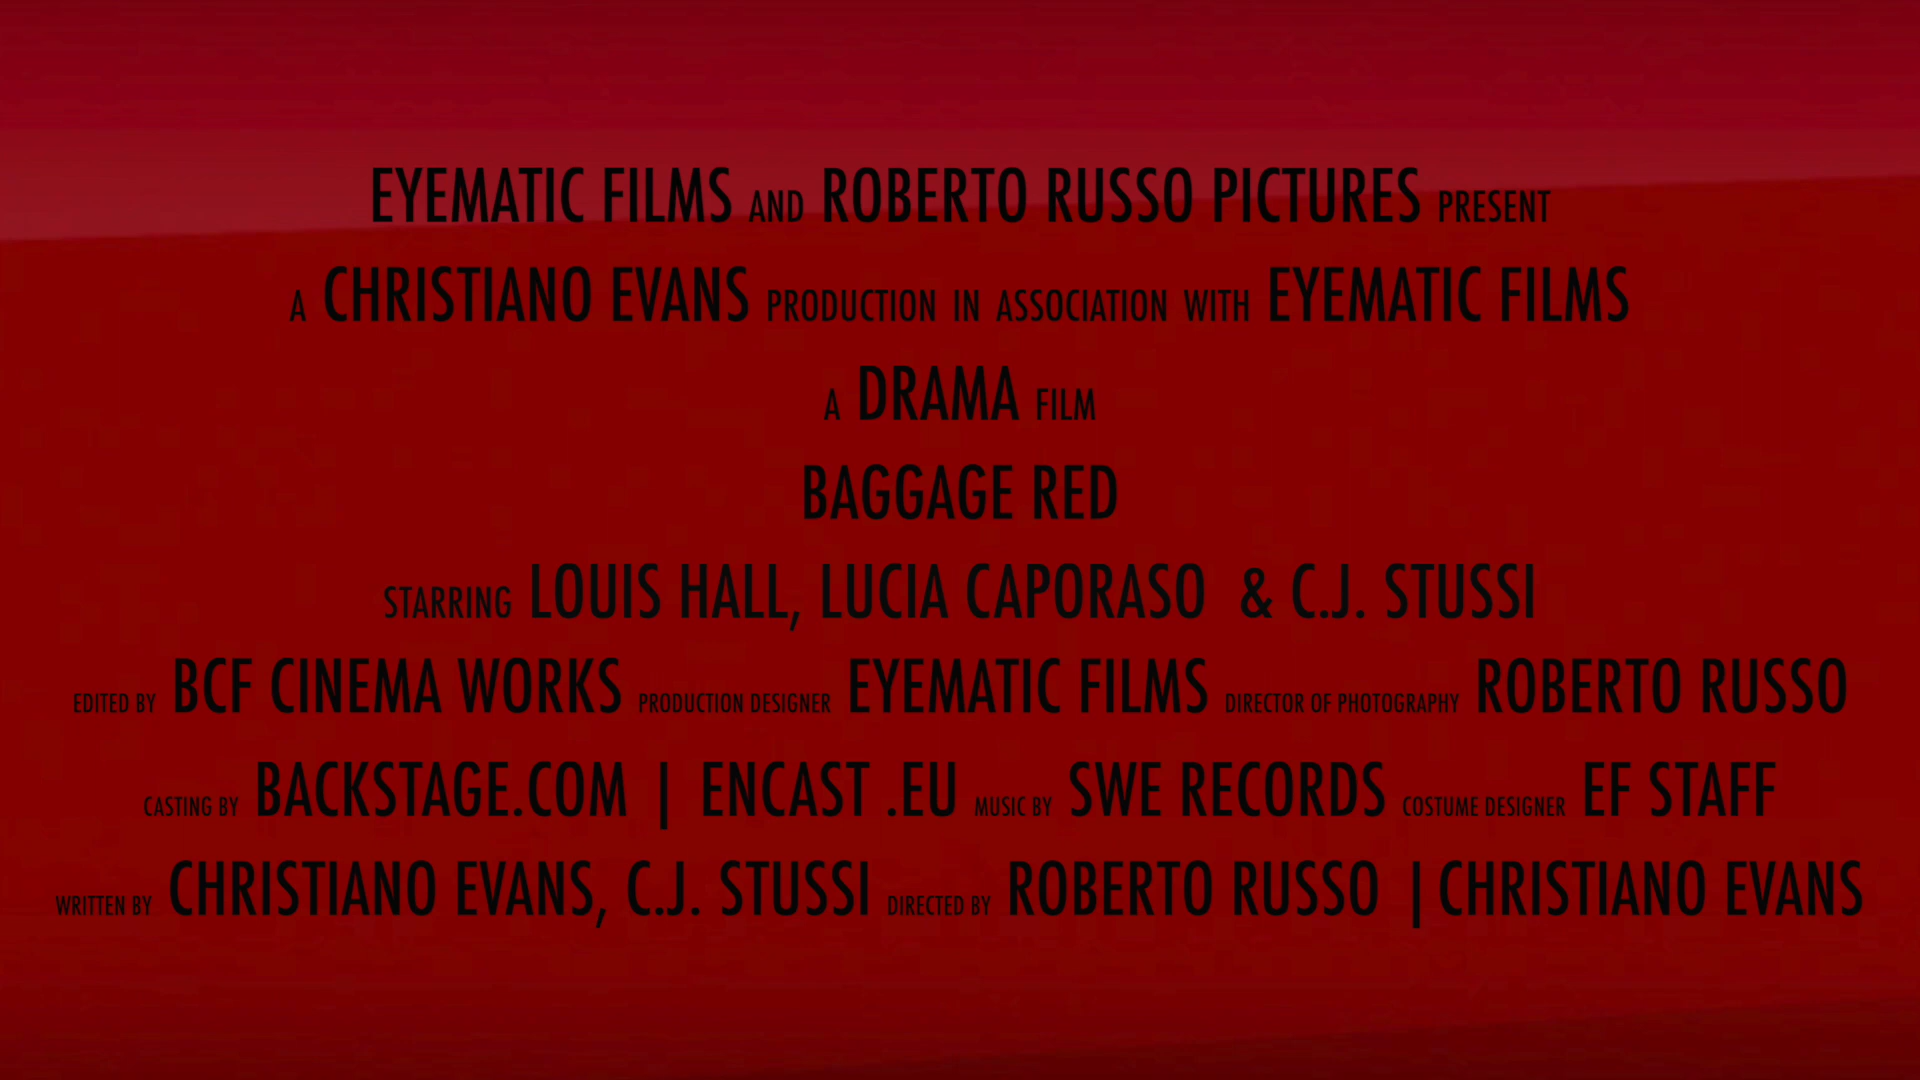 EYEMATIC FILMS AND ROBERTO RUSSO PICTURES PRESENT
A CHRISTIANO EVANS PRODUCTION IN ASSOCIATION WITH EYEMATIC FILMS
A DRAMA FILM
BAGGAGE RED
STARRING LOUIS HALL, LUCIA CAPORASO & C.J. STUSSI
EDITED BY BCF CINEMA WORKS PRODUCTION DESIGNER EYEMATIC FILMS DIRECTOR OF PHOTOGRAPHY ROBERTO RUSSO
CASTING BY BACKSTAGE.COM | ENCAST .EU MUSIC BY SWE RECORDS COSTUME DESIGNER EF STAFF
WRITTEN BY CHRISTIANO EVANS, C.J. STUSSI DIRECTED BY ROBERTO RUSSO | CHRISTIANO EVANS